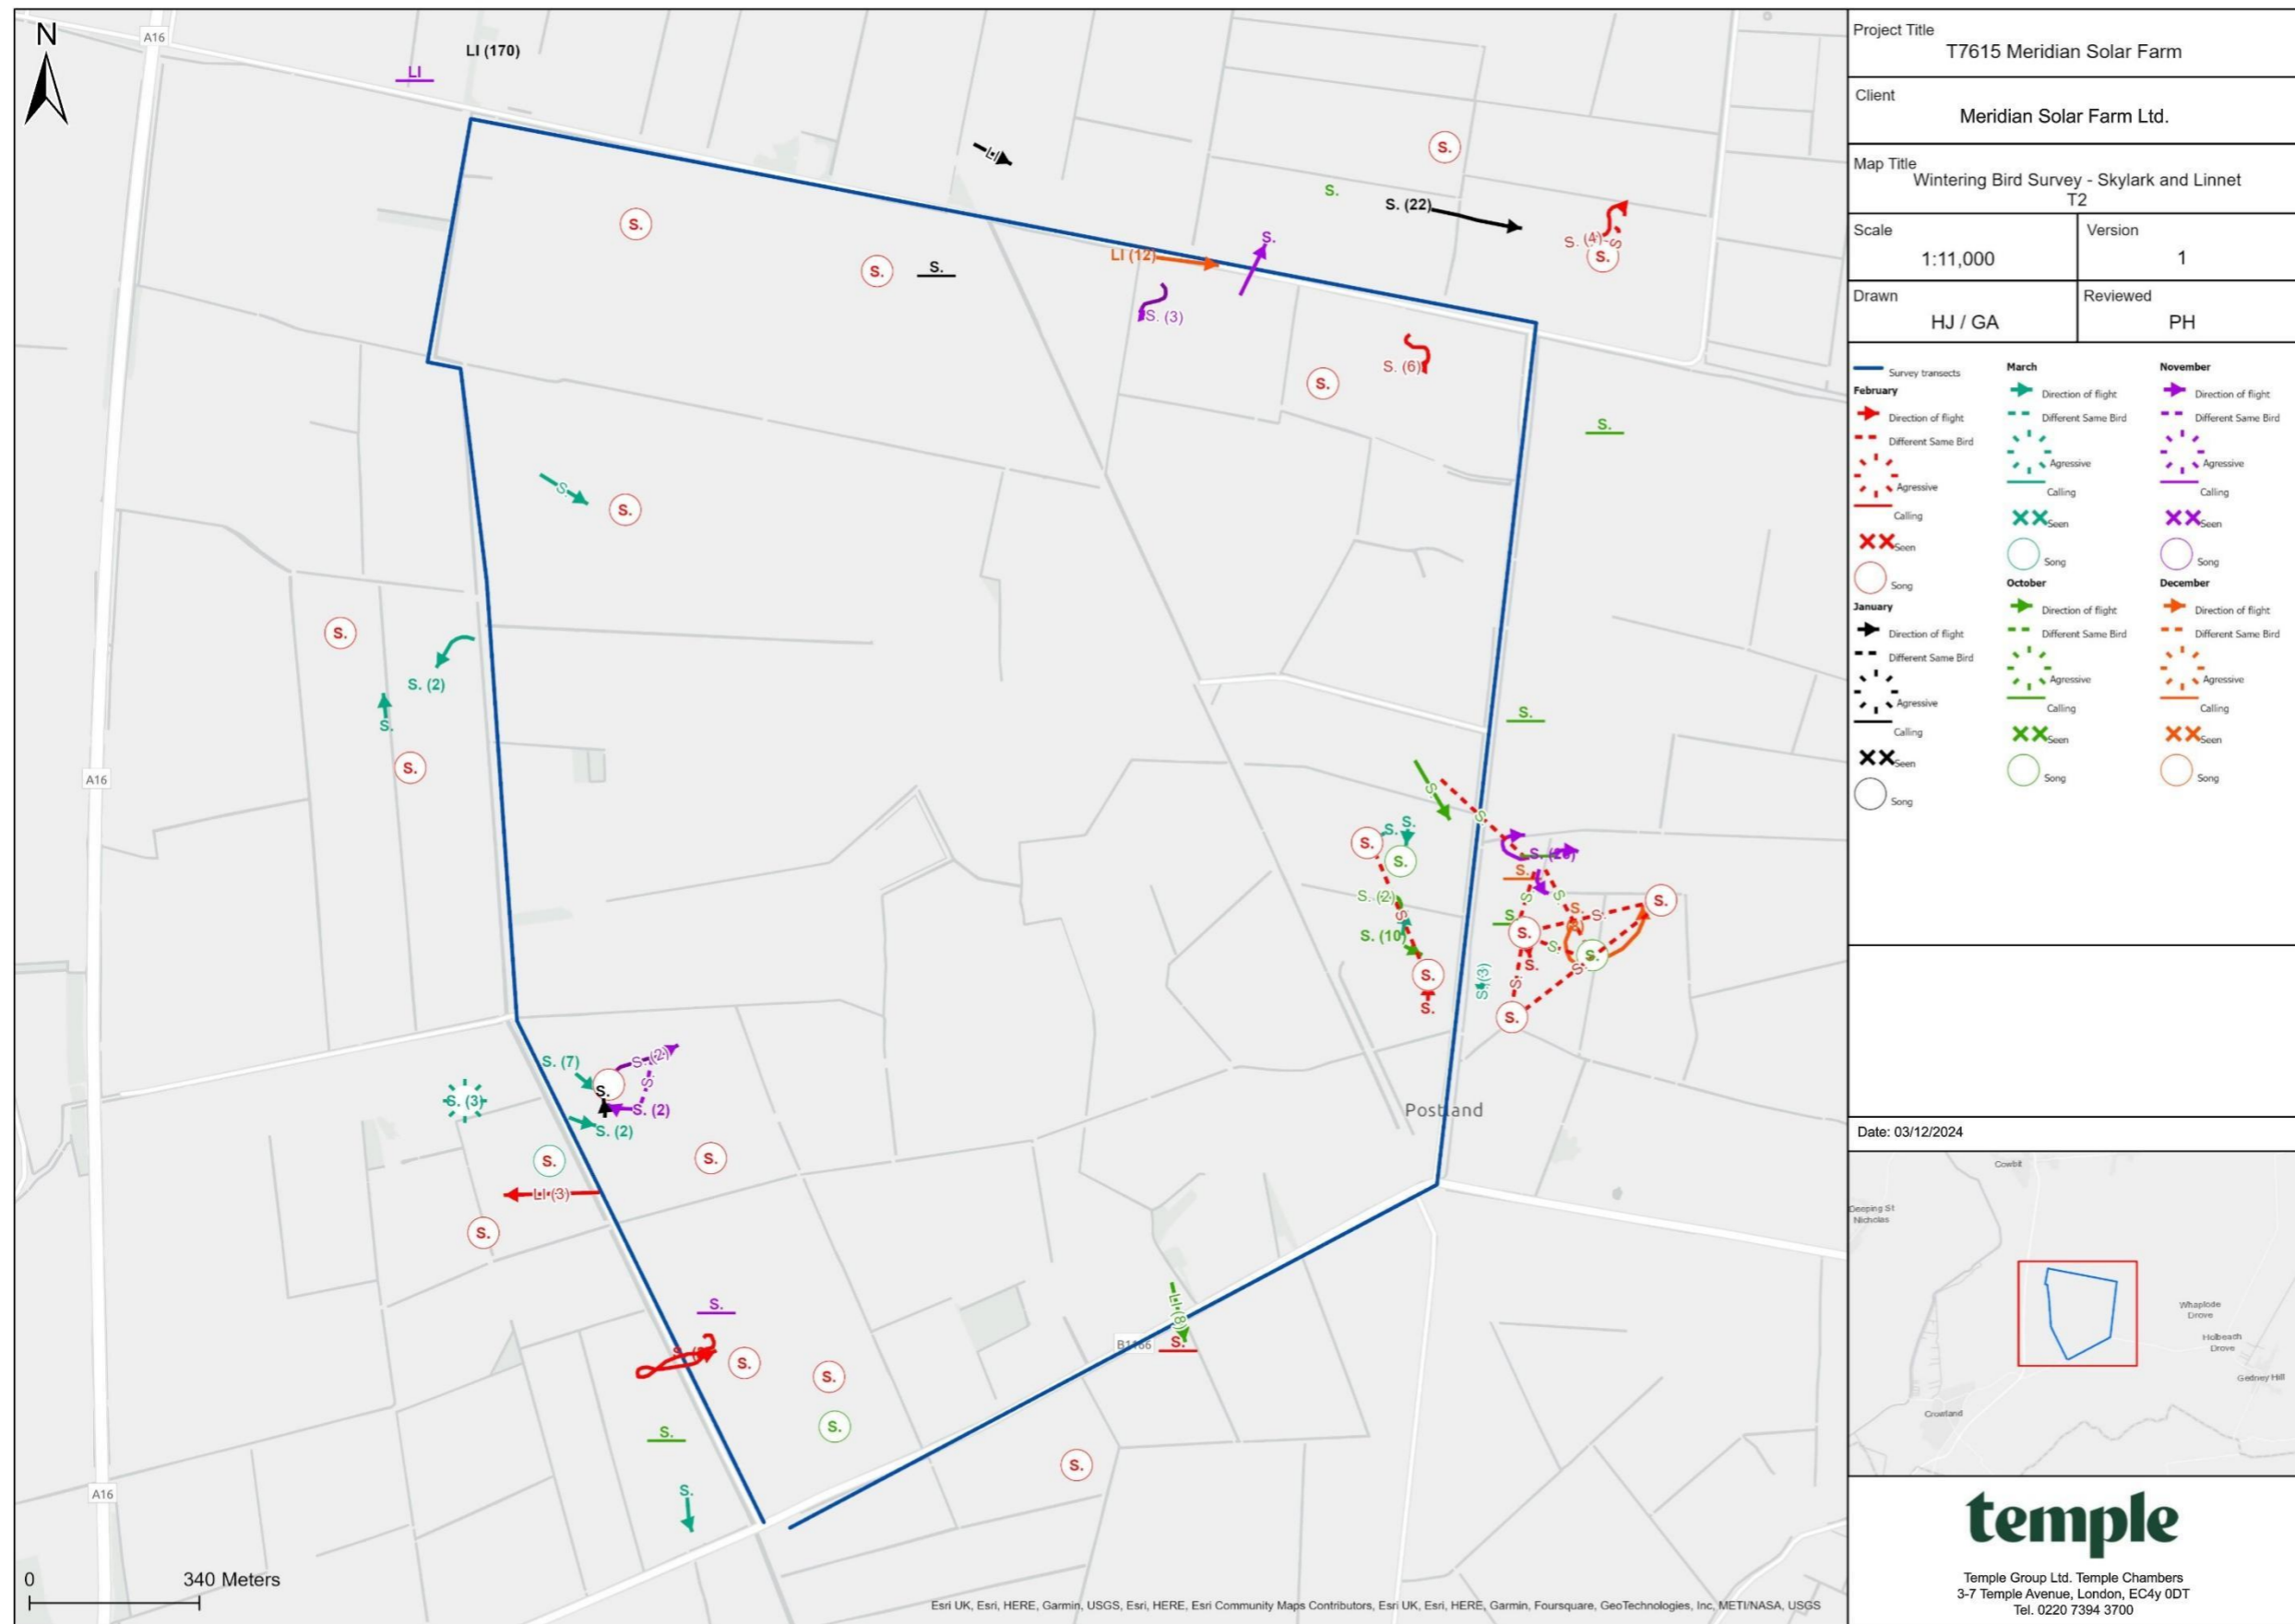 N
A16
LI (170)
LI
LI
S.
S.
S. (22)
S. (4)
S.
S.
S.
S.
S.
S.
LI (12)
S.
S. (3)
S. (6)
S.
S.
S.
S.
S.
S. (2)
S.
S.
S.
A16
S.
S.
S.
S.
S.
S.
S.
S.
S. (2)
S.
S.
S.
S.
S.
S.
S.
S. (10)
S.
S.
S.
S.
S.
S.
S.
S. (3)
S.
S.
S.
S. (7)
S. (2)
S.
S.
S. (3)
S. (2)
S. (2)
Postland
S.
S.
LI (3)
S.
S.
LI (8)
B1166
S.
S.
S.
S.
S.
S.
A16
S.
0 340 Meters
Esri UK, Esri, HERE, Garmin, USGS, Esri, HERE, Esri Community Maps Contributors, Esri UK, Esri, HERE, Garmin, Foursquare, GeoTechnologies, Inc, METI/NASA, USGS
Project Title
T7615 Meridian Solar Farm
Client
Meridian Solar Farm Ltd.
Map Title
Wintering Bird Survey - Skylark and Linnet
T2
Scale
1:11,000
Version
1
Drawn
HJ / GA
Reviewed
PH
Survey transects
February
Direction of flight
Different Same Bird
Agressive
Calling
Seen
Song
January
Direction of flight
Different Same Bird
Agressive
Calling
Seen
Song
March
Direction of flight
Different Same Bird
Agressive
Calling
Seen
Song
October
Direction of flight
Different Same Bird
Agressive
Calling
Seen
Song
November
Direction of flight
Different Same Bird
Agressive
Calling
Seen
Song
December
Direction of flight
Different Same Bird
Agressive
Calling
Seen
Song
Date: 03/12/2024
Cowbit
Deeping St
Nicholas
Whaplode
Drove
Holbeach
Drove
Gedney Hill
Crowland
temple
Temple Group Ltd. Temple Chambers
3-7 Temple Avenue, London, EC4y 0DT
Tel. 0220 7394 3700